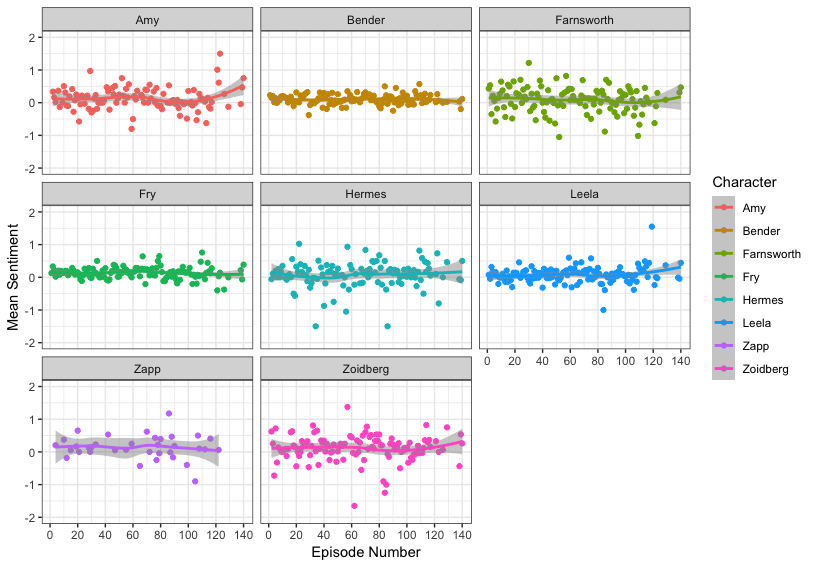 Amy Bender Farnsworth
2
1
0
-1
-2
Fry Hermes Leela
2
1
0
-1
-2
0 20 40 60 80 100 120 140
Zapp Zoidberg
2
1
0
-1
-2
0 20 40 60 80 100 120 140 0 20 40 60 80 100 120 140
Episode Number
Mean Sentiment
Character
Amy
Bender
Farnsworth
Fry
Hermes
Leela
Zapp
Zoidberg